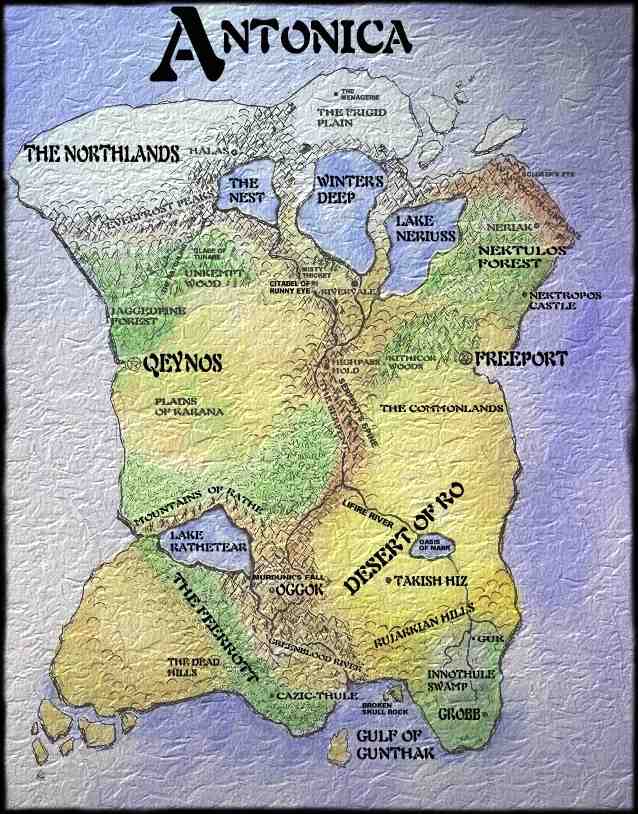 ANTONICA
THE
MENAGERIE
THE FRIGID
PLAIN
THE NORTHLANDS
HALAS
THE
NEST
WINTER'S
DEEP
EVERFROST PEAKS
LAKE
NERIUSS
NERIAK
NEKTULOS
FOREST
GLADE OF
TUNARE
UNKEMPT
WOOD
MISTY
THICKET
CITADEL OF
RUNNY EYE
RIVERVALE
NEKTROPOS
CASTLE
JAGGEDPINE
FOREST
QEYNOS
HIGHPASS
HOLD
KITHICOR
WOODS
FREEPORT
PLAINS
OF KARANA
SERPENT'S SPINE
THE COMMONLANDS
MOUNTAINS OF RATHE
LIFIRE RIVER
DESERT OF RO
LAKE
RATHETEAR
OASIS
OF MARR
MURDUNK'S FALL
OGGOK
TAKISH HIZ
THE FEERROTT
RUJARKIAN HILLS
GUK
GREENBLOOD RIVER
THE DEAD
HILLS
INNOTHULE
SWAMP
CAZIC-THULE
BROKEN
SKULL ROCK
GROBB
GULF OF
GUNTHAK